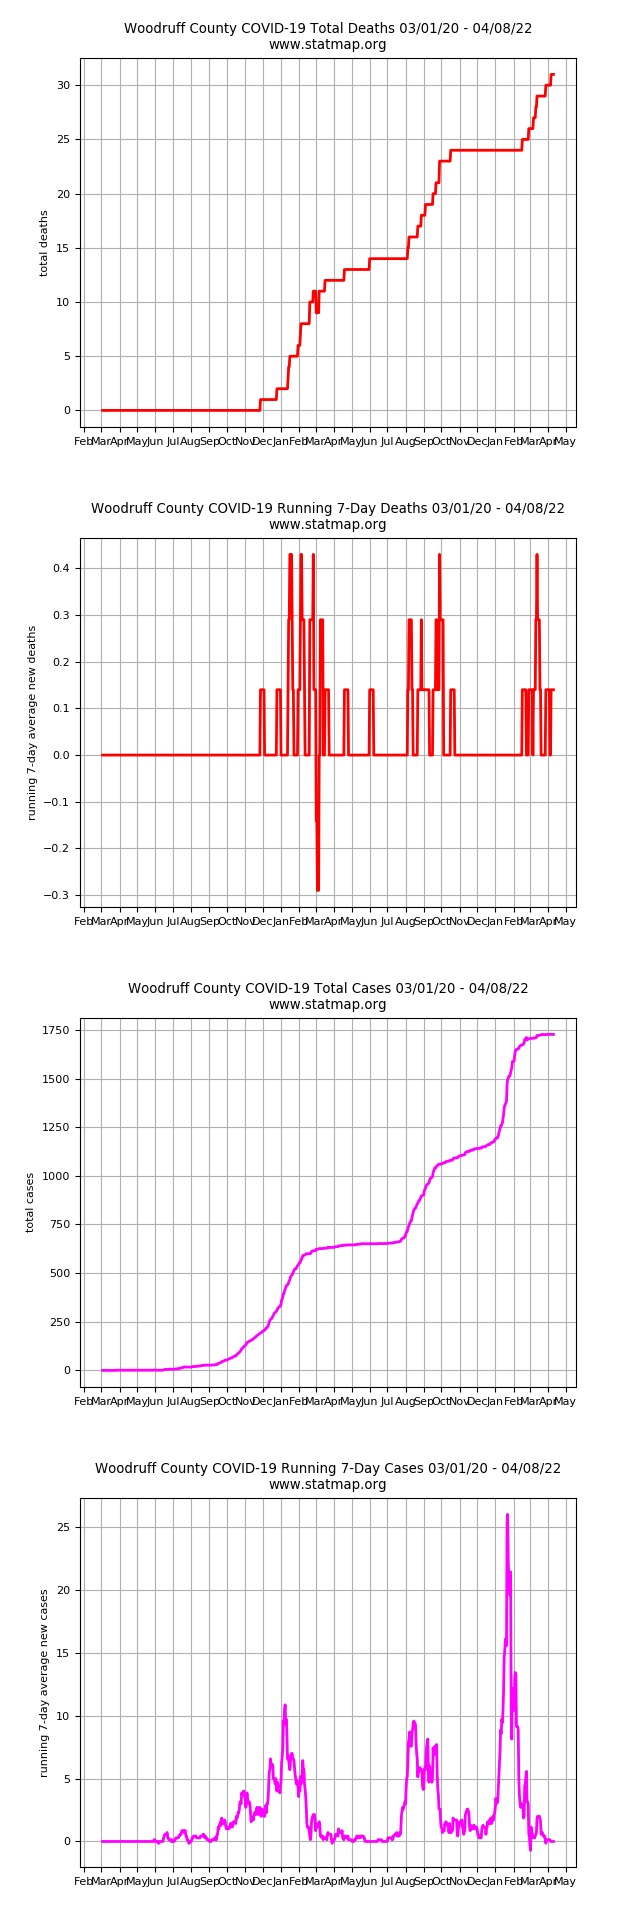 Woodruff County COVID-19 Total Deaths 03/01/20 - 04/08/22
www.statmap.org
30
25
20
15
10
5
0
total deaths
Feb Mar Apr May Jun Jul Aug Sep Oct Nov Dec Jan Feb Mar Apr May Jun Jul Aug Sep Oct Nov Dec Jan Feb Mar Apr May
Woodruff County COVID-19 Running 7-Day Deaths 03/01/20 - 04/08/22
www.statmap.org
0.4
0.3
0.2
0.1
0.0
−0.1
−0.2
−0.3
running 7-day average new deaths
Feb Mar Apr May Jun Jul Aug Sep Oct Nov Dec Jan Feb Mar Apr May Jun Jul Aug Sep Oct Nov Dec Jan Feb Mar Apr May
Woodruff County COVID-19 Total Cases 03/01/20 - 04/08/22
www.statmap.org
1750
1500
1250
1000
750
500
250
0
total cases
Feb Mar Apr May Jun Jul Aug Sep Oct Nov Dec Jan Feb Mar Apr May Jun Jul Aug Sep Oct Nov Dec Jan Feb Mar Apr May
Woodruff County COVID-19 Running 7-Day Cases 03/01/20 - 04/08/22
www.statmap.org
25
20
15
10
5
0
running 7-day average new cases
Feb Mar Apr May Jun Jul Aug Sep Oct Nov Dec Jan Feb Mar Apr May Jun Jul Aug Sep Oct Nov Dec Jan Feb Mar Apr May